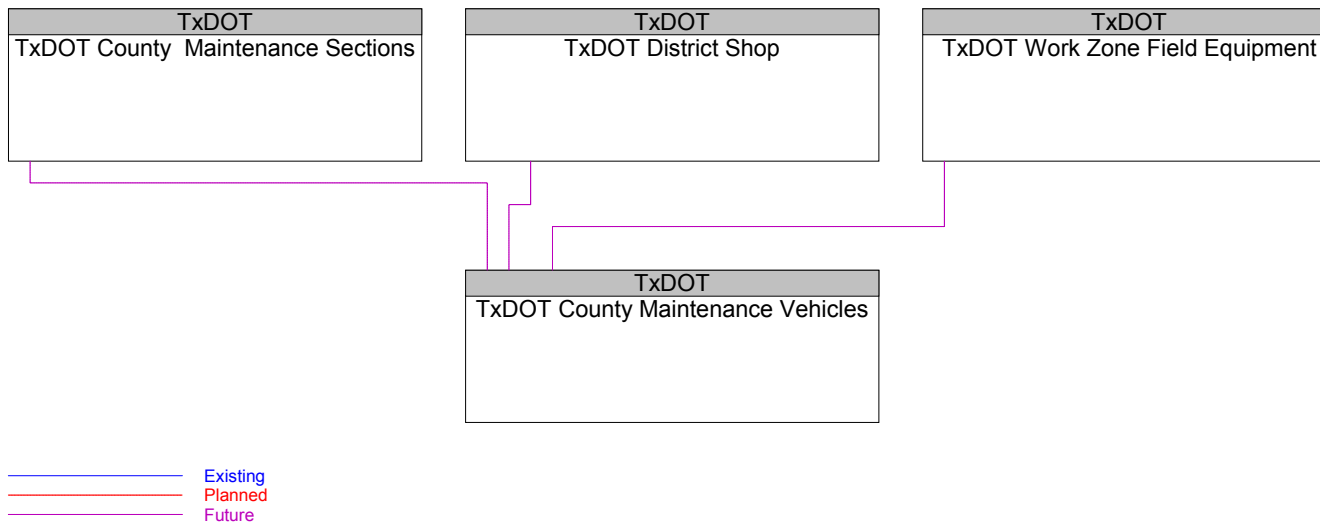 TxDOT
TxDOT County  Maintenance Sections
TxDOT
TxDOT District Shop
TxDOT
TxDOT Work Zone Field Equipment
TxDOT
TxDOT County Maintenance Vehicles
Existing
Planned
Future